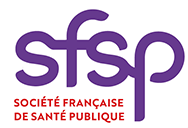 sfsp
SOCIÉTÉ FRANÇAISE
DE SANTÉ PUBLIQUE